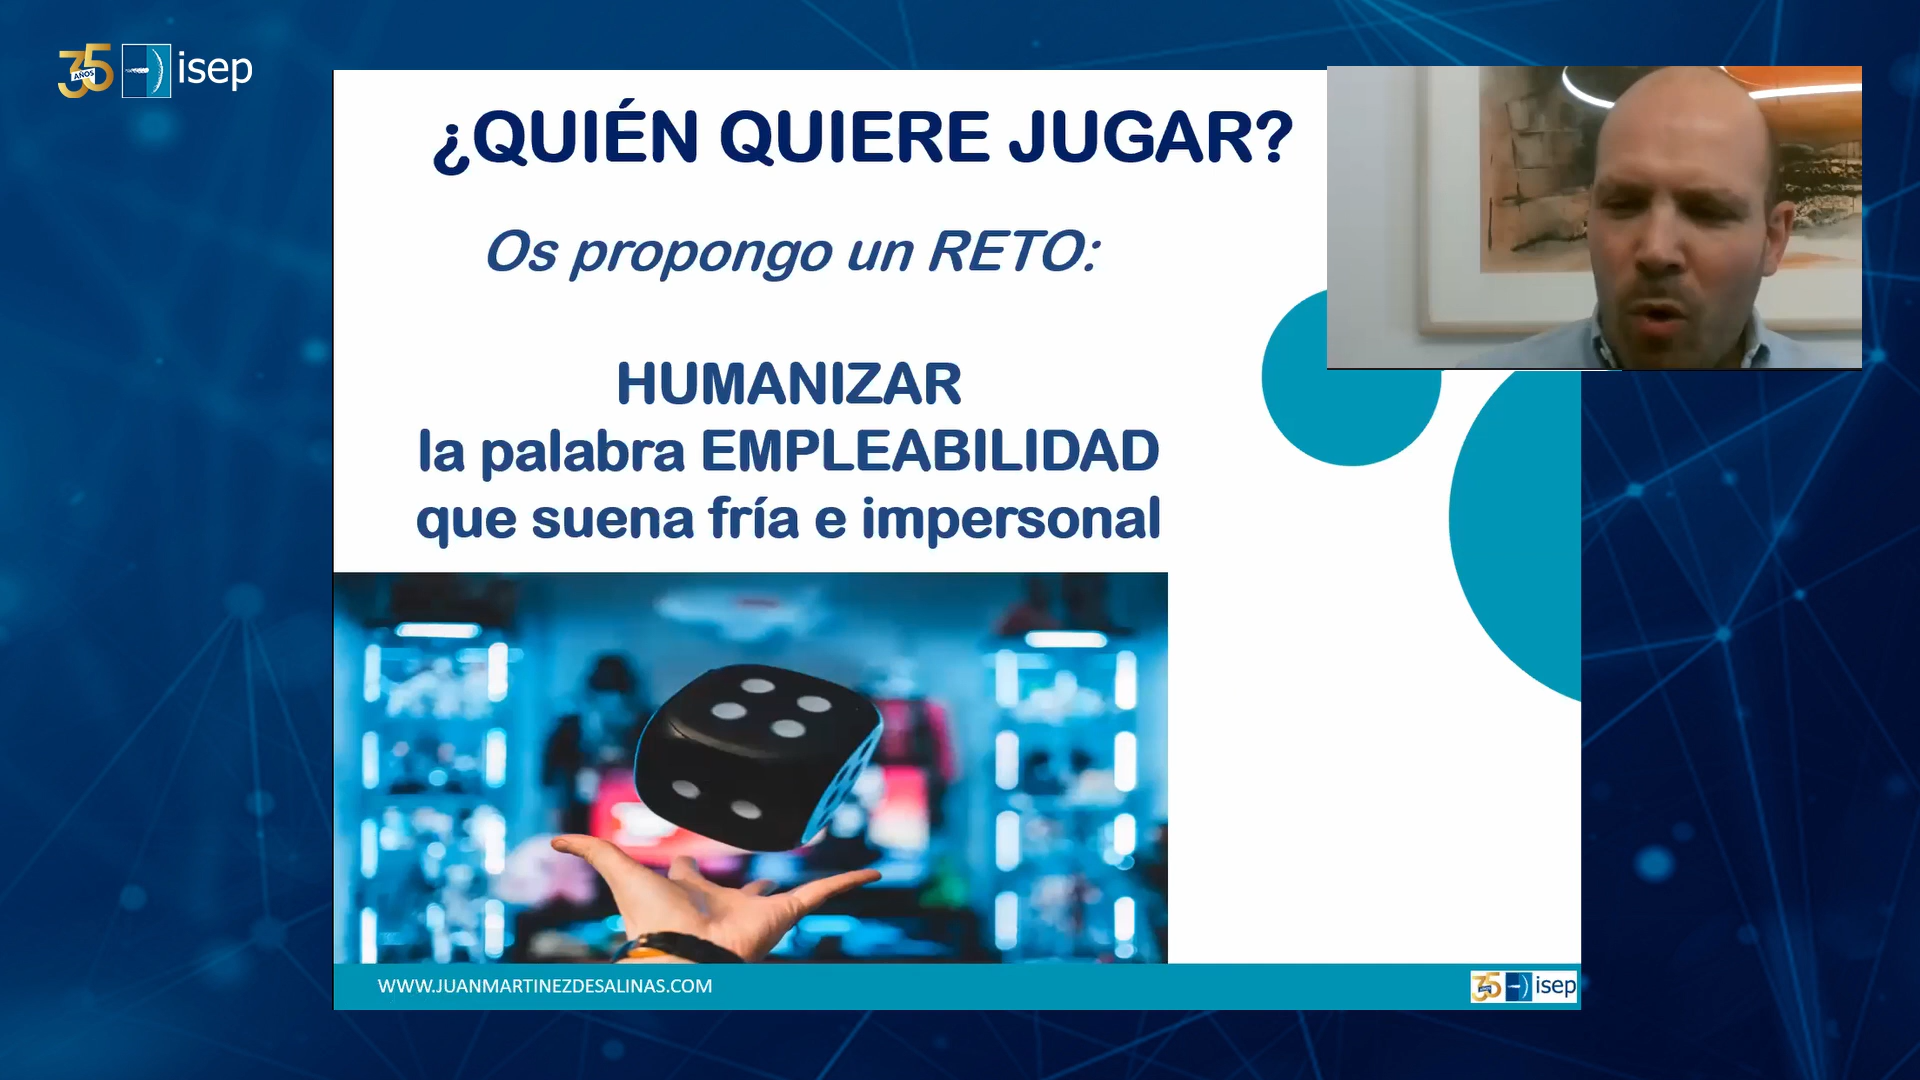 35
AÑOS
isep
¿QUIÉN QUIERE JUGAR?
Os propongo un RETO:
HUMANIZAR
la palabra EMPLEABILIDAD
que suena fría e impersonal
WWW.JUANMARTINEZDESALINAS.COM
35
isep